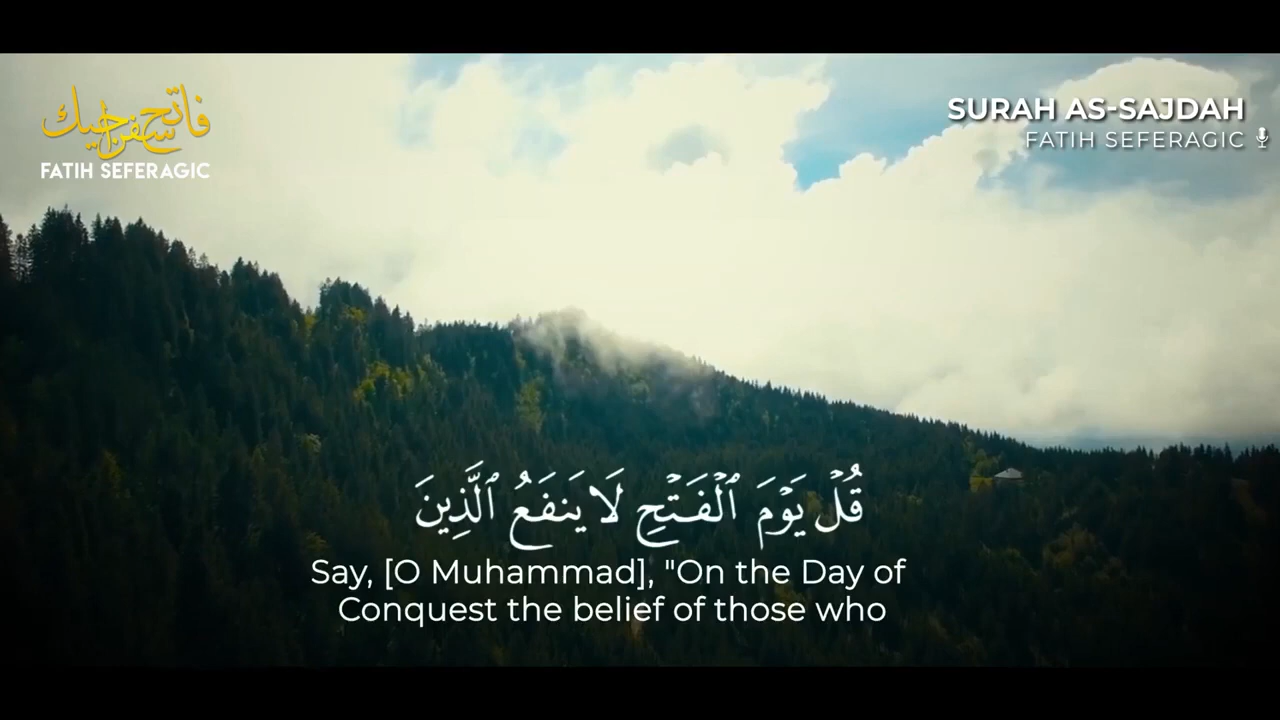 فاتح سفراجيك
FATIH SEFERAGIC
SURAH AS-SAJDAH
FATIH SEFERAGIC
قُلْ يَوْمَ ٱلْفَتْحِ لَا يَنفَعُ ٱلَّذِينَ
Say, [O Muhammad], "On the Day of
Conquest the belief of those who